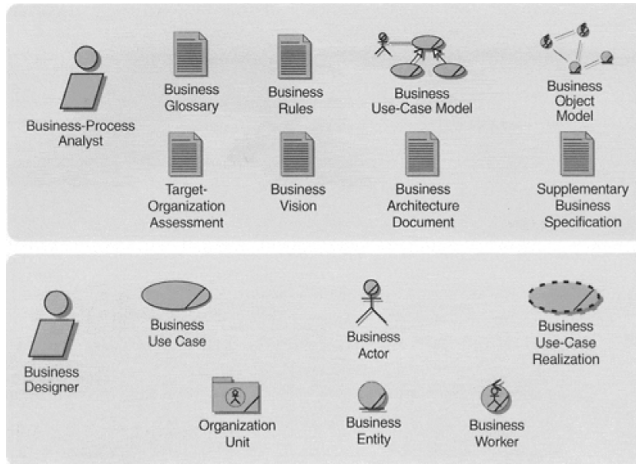 Business-Process
Analyst
Business
Glossary
Business
Rules
Business
Use-Case Model
Business
Object
Model
Target-
Organization
Assessment
Business
Vision
Business
Architecture
Document
Supplementary
Business
Specification
Business
Designer
Business
Use Case
Business
Actor
Business
Use-Case
Realization
Organization
Unit
Business
Entity
Business
Worker